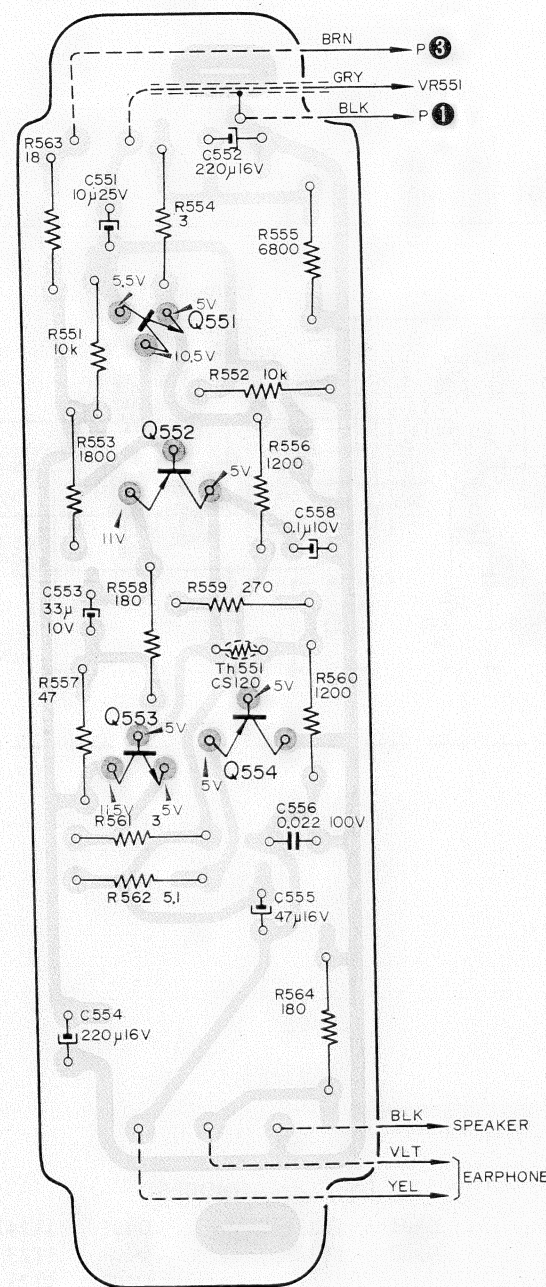 BRN
P 3
GRY
VR551
BLK
P 1
R563
18
C552
220μ16V
C551
10μ25V
R554
3
R555
6800
5.5V
5V
Q551
10.5V
R551
10k
R552 10k
R553
1800
Q552
R556
1200
5V
11V
C558
0.1μ10V
C553
33μ
10V
R558
180
R559 270
Th551
CS120
R557
47
R560
1200
5V
Q553
5V
Q554
5V
11.5V
5V
R561 3
C556
0.022 100V
R562 5.1
C555
47μ16V
R564
180
C554
220μ16V
BLK
SPEAKER
VLT
EARPHONE
YEL